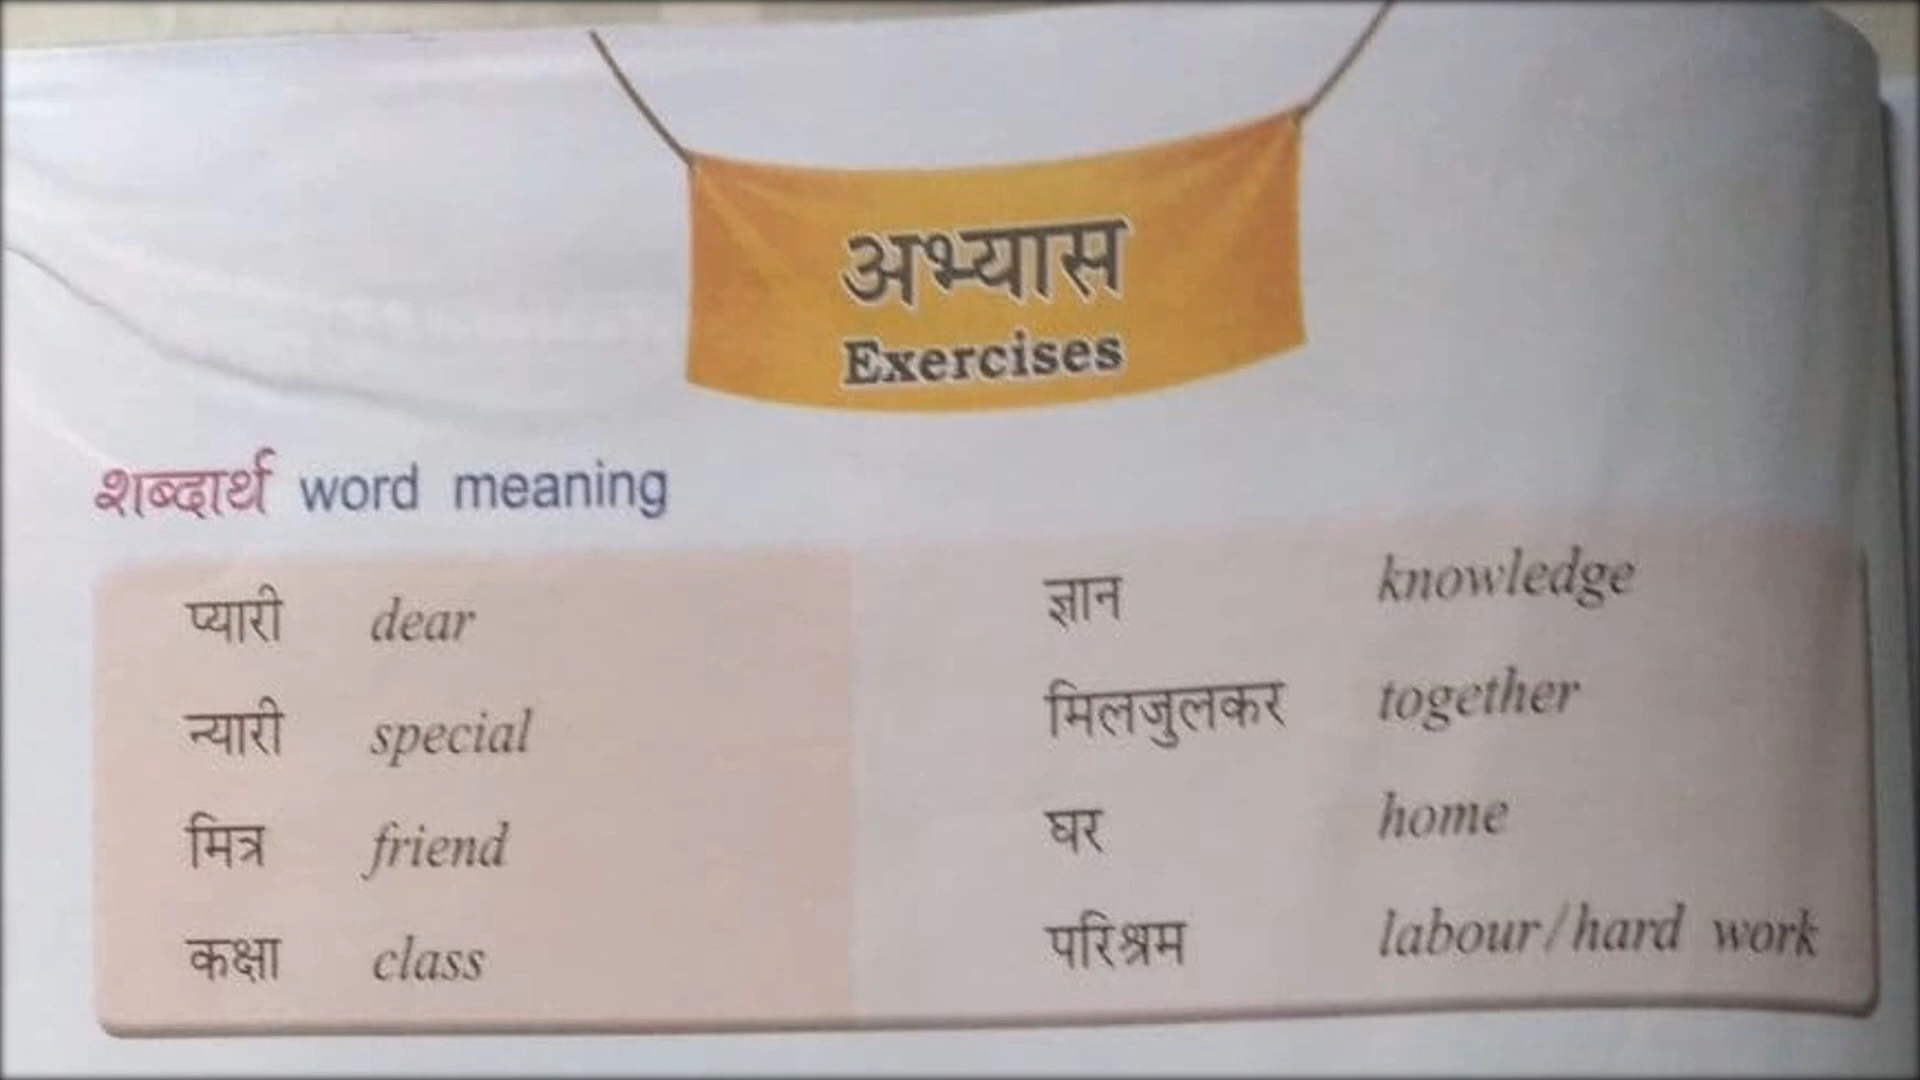 अभ्यास
Exercises
शब्दार्थ word meaning
प्यारी dear
न्यारी special
मित्र friend
कक्षा class
ज्ञान knowledge
मिलजुलकर together
घर home
परिश्रम labour/hard work